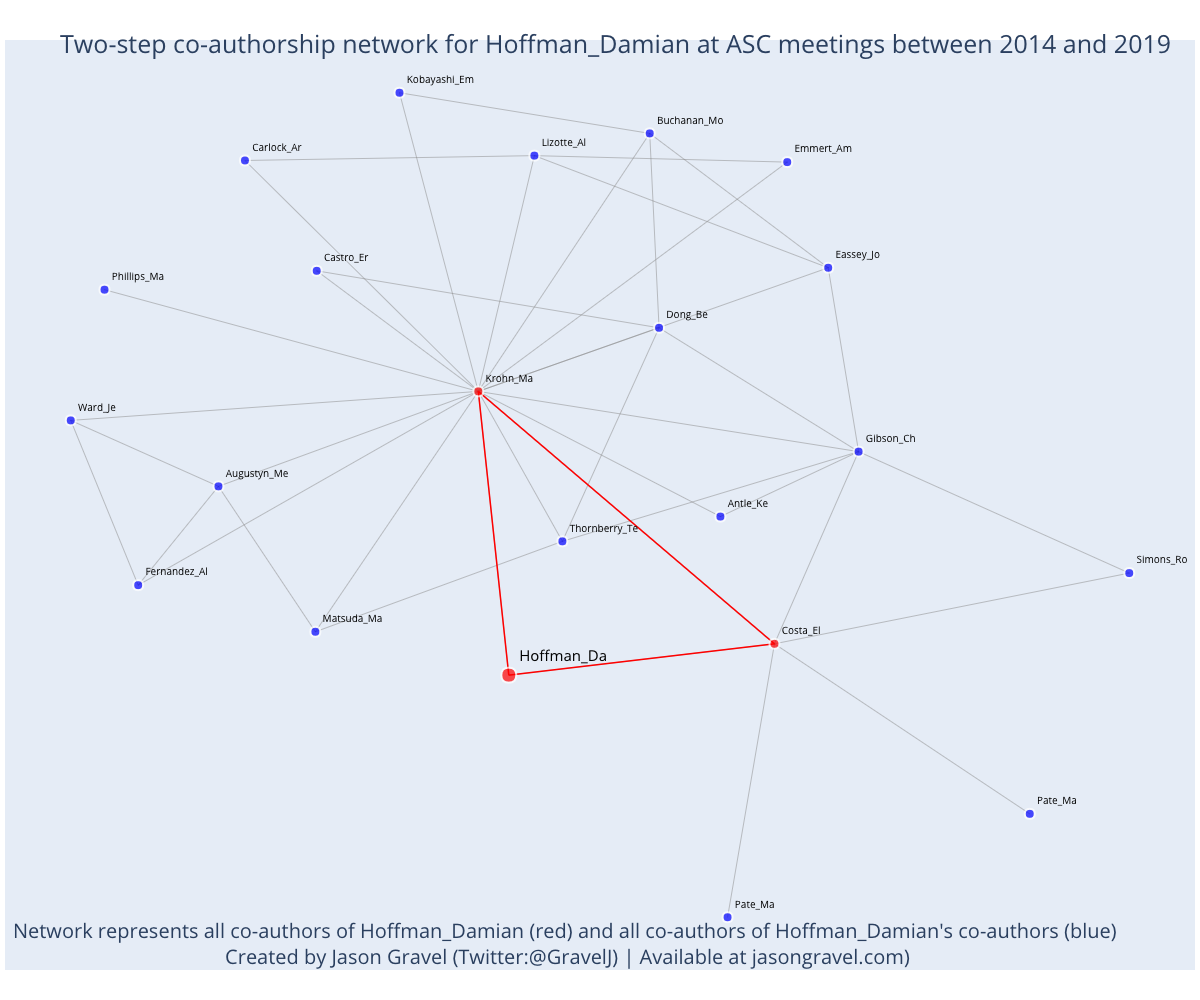 Two-step co-authorship network for Hoffman_Damian at ASC meetings between 2014 and 2019
Kobayashi_Em
Buchanan_Mo
Lizotte_Al
Carlock_Ar
Emmert_Am
Castro_Er
Eassey_Jo
Phillips_Ma
Dong_Be
Krohn_Ma
Ward_Je
Gibson_Ch
Augustyn_Me
Antle_Ke
Thornberry_Te
Simons_Ro
Fernandez_Al
Matsuda_Ma
Costa_El
Hoffman_Da
Pate_Ma
Pate_Ma
Network represents all co-authors of Hoffman_Damian (red) and all co-authors of Hoffman_Damian's co-authors (blue)
Created by Jason Gravel (Twitter:@GravelJ) | Available at jasongravel.com)